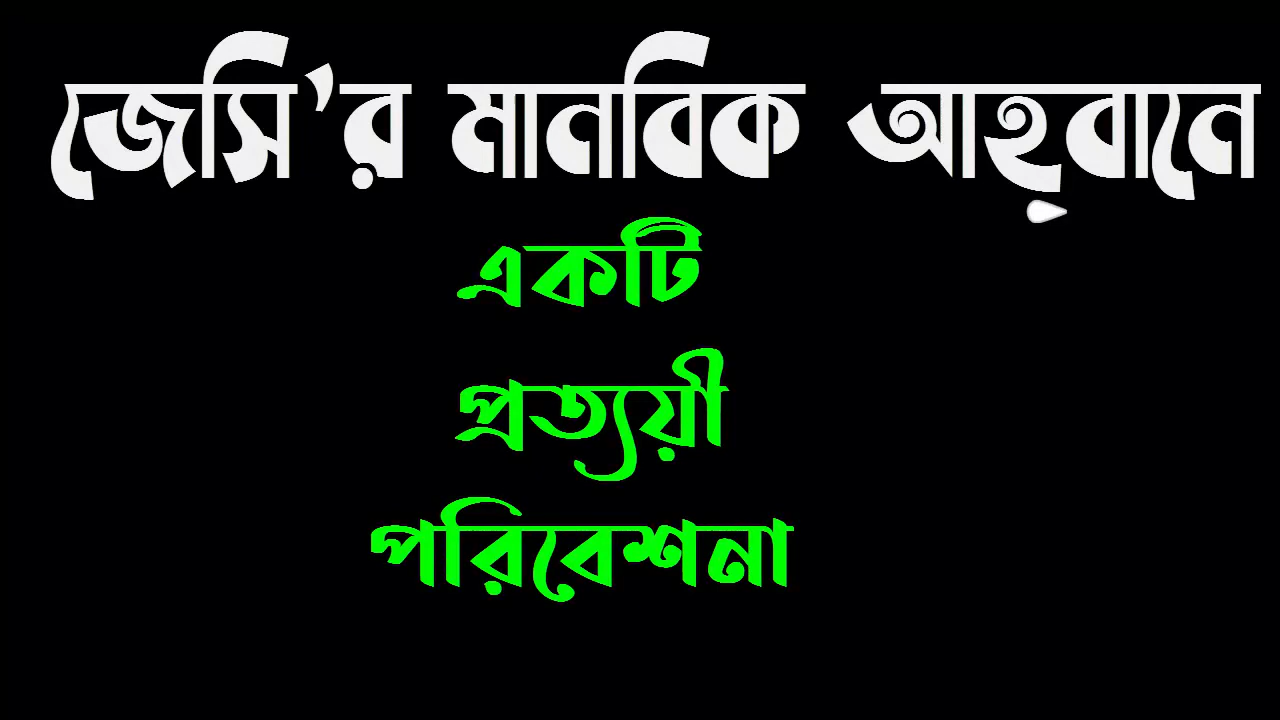 জেসি'র মানবিক আহ্বানে
একটি
প্রত্যয়ী
পরিবেশনা